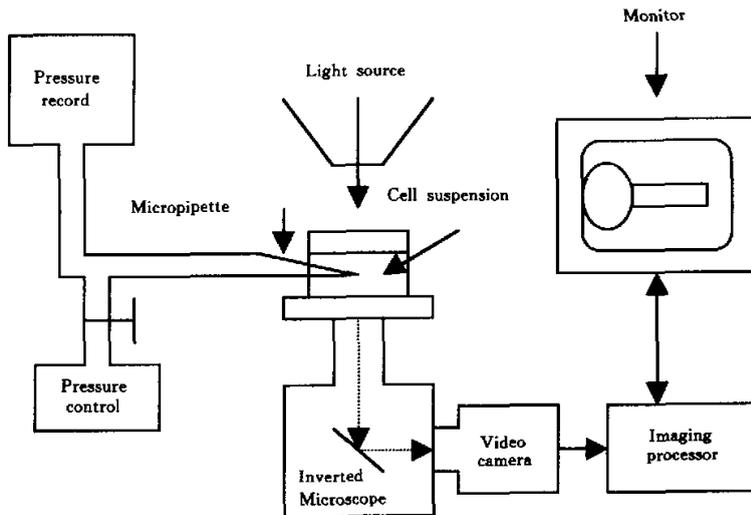 Monitor
Pressure
record
Light source
Micropipette
Cell suspension
Pressure
control
Inverted
Microscope
Video
camera
Imaging
processor